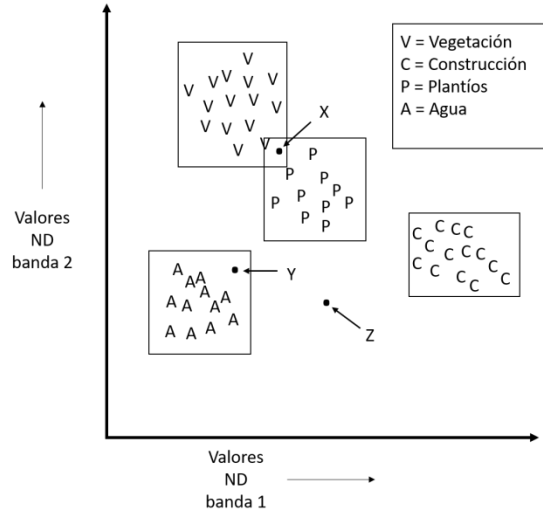 V = Vegetación
C = Construcción
P = Plantíos
A = Agua
V V V V V V V V V V V V V V
X
P P P P P P P P P P
C C C C C C C C C C C C C
A A A A A A A A A A A A
Y
Z
Valores
ND
banda 2
Valores
ND
banda 1